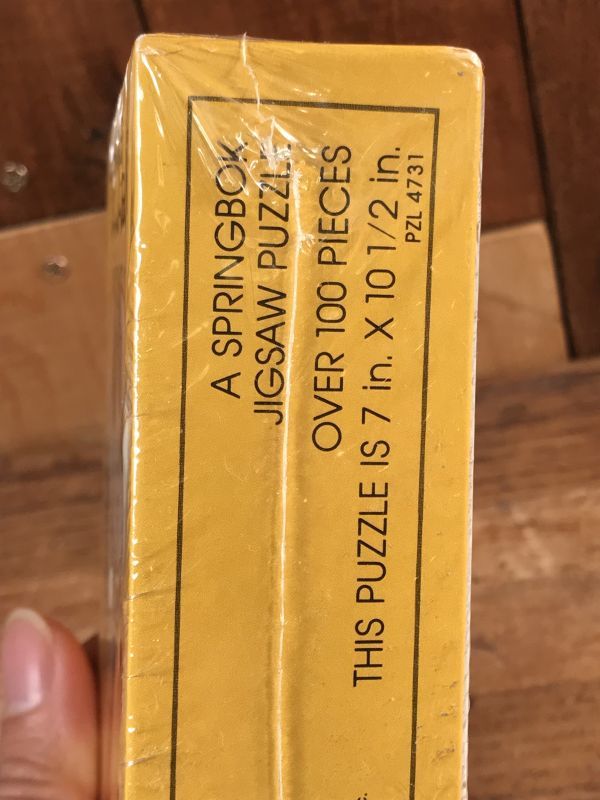 A SPRINGBOK
JIGSAW PUZZLE
OVER 100 PIECES
THIS PUZZLE IS 7 in. X 10 1/2 in.
PZL 4731